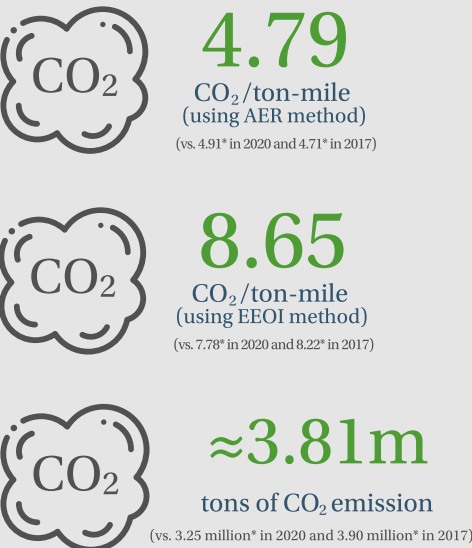 CO₂
4.79
CO₂/ton-mile
(using AER method)
(vs. 4.91* in 2020 and 4.71* in 2017)
CO₂
8.65
CO₂/ton-mile
(using EEOI method)
(vs. 7.78* in 2020 and 8.22* in 2017)
CO₂
≈3.81m
tons of CO₂ emission
(vs. 3.25 million* in 2020 and 3.90 million* in 2017)